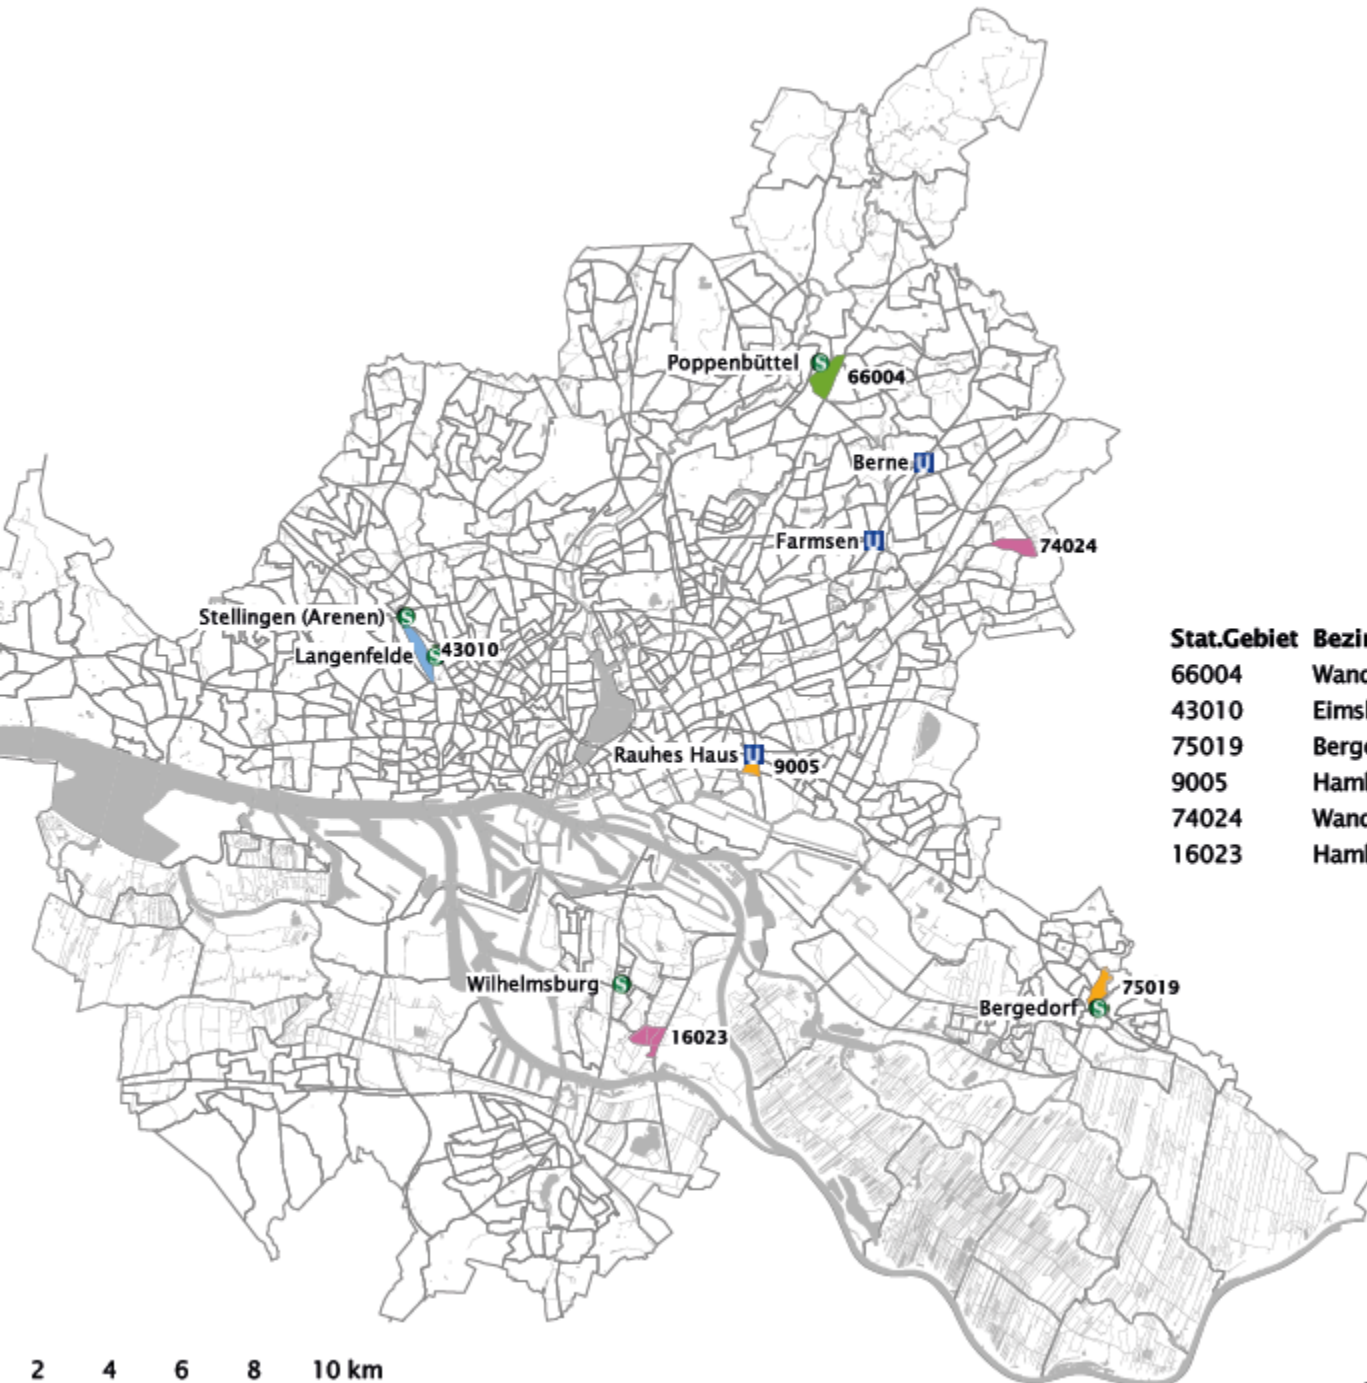 Poppenbüttel S 66004
Berne U
Farmsen U
74024
Stellingen (Arenen) S
Langenfelde S 43010
Stat.Gebiet
66004
43010
75019
9005
74024
16023
Rauhes Haus U 9005
Wilhelmsburg S
16023
75019
Bergedorf S
2 4 6 8 10 km